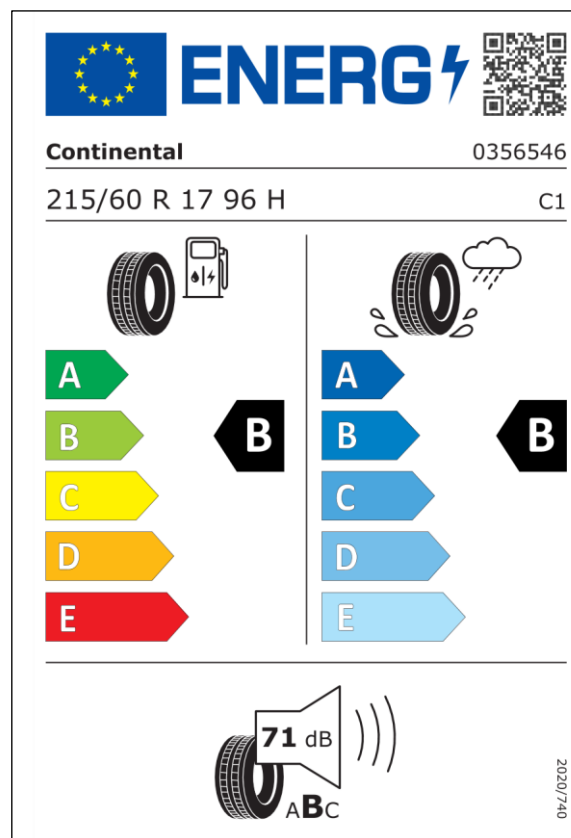 ENERG
Continental 0356546
215/60 R 17 96 H C1
A A
B B B B
C C
D D
E E
71 dB
ABC
2020/740